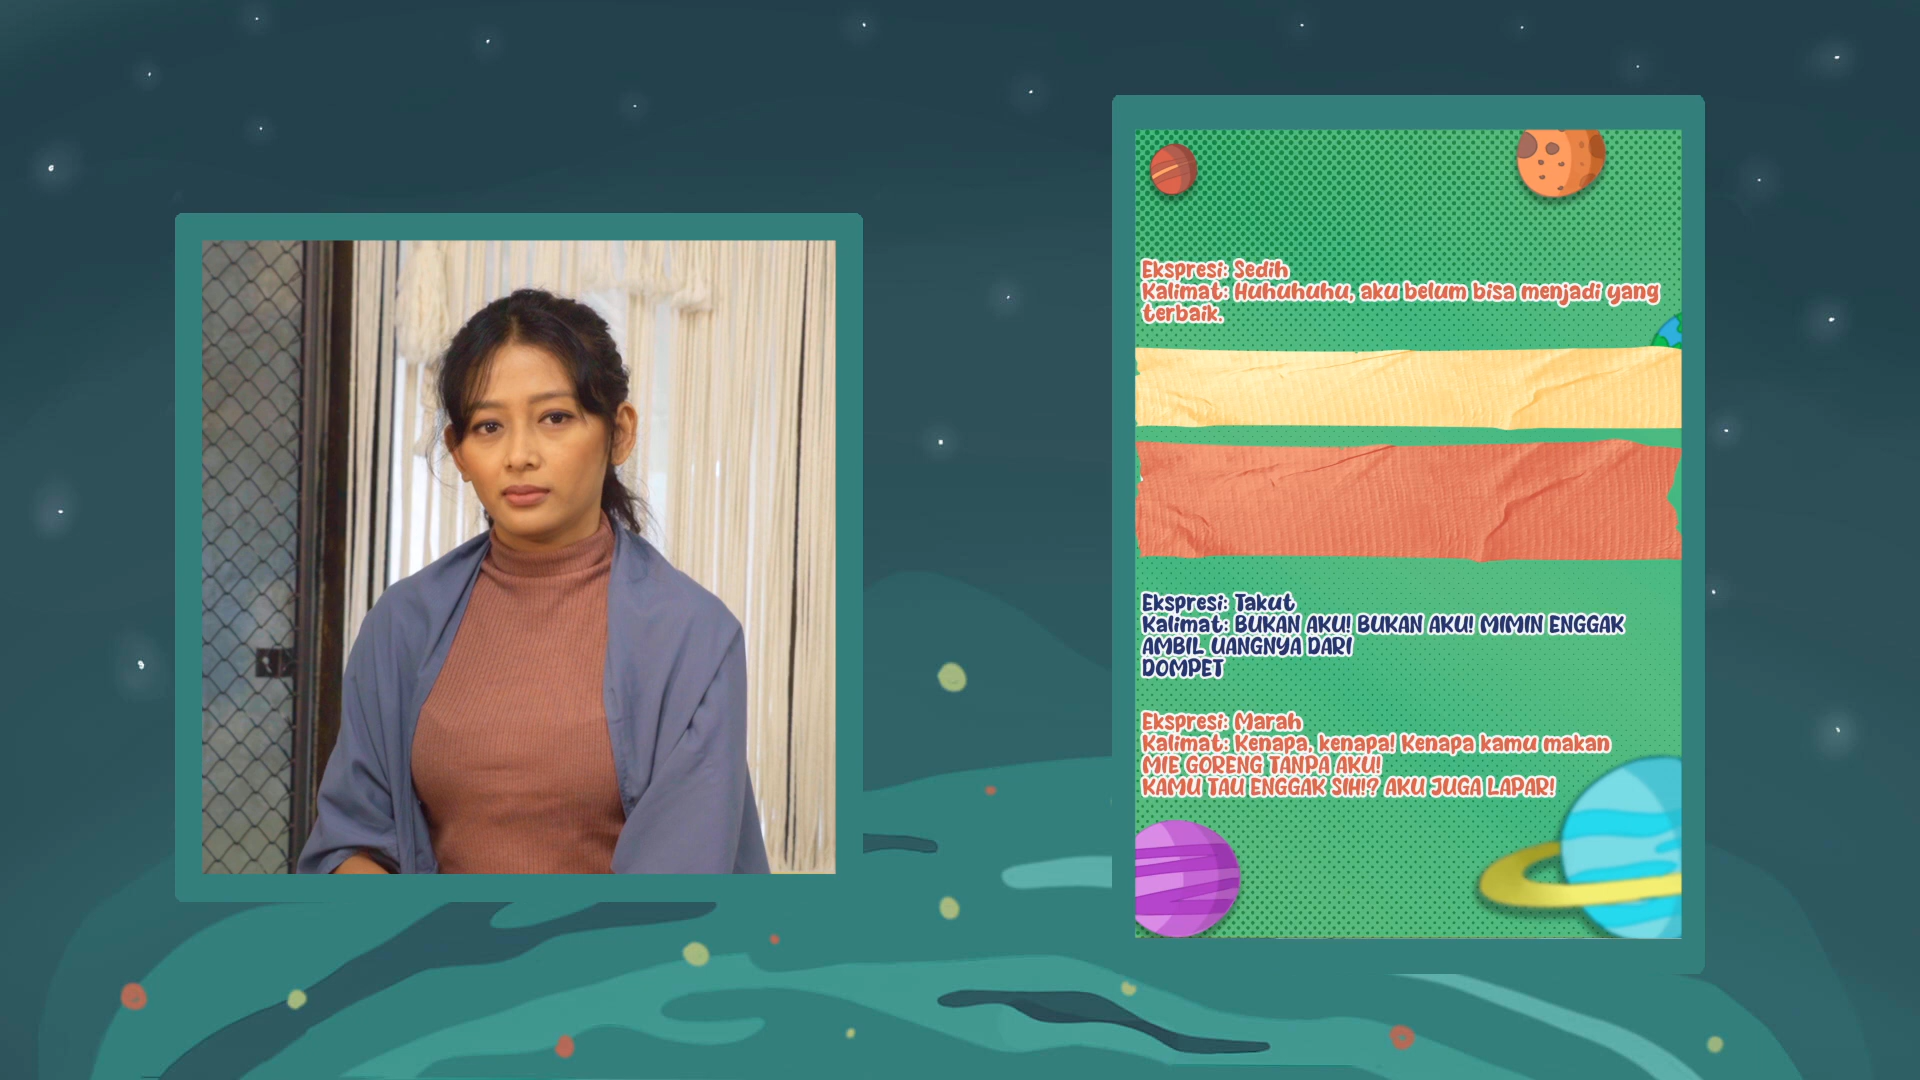 Ekspresi: Sedih
Kalimat: Huhuhuhu, aku belum bisa menjadi yang
terbaik.
Ekspresi: Takut
Kalimat: BUKAN AKU! BUKAN AKU! MIMIN ENGGAK
AMBIL UANGNYA DARI
DOMPET
Ekspresi: Marah
Kalimat: Kenapa, kenapa! Kenapa kamu makan
MIE GORENG TANPA AKU!
KAMU TAU ENGGAK SIH!? AKU JUGA LAPAR!